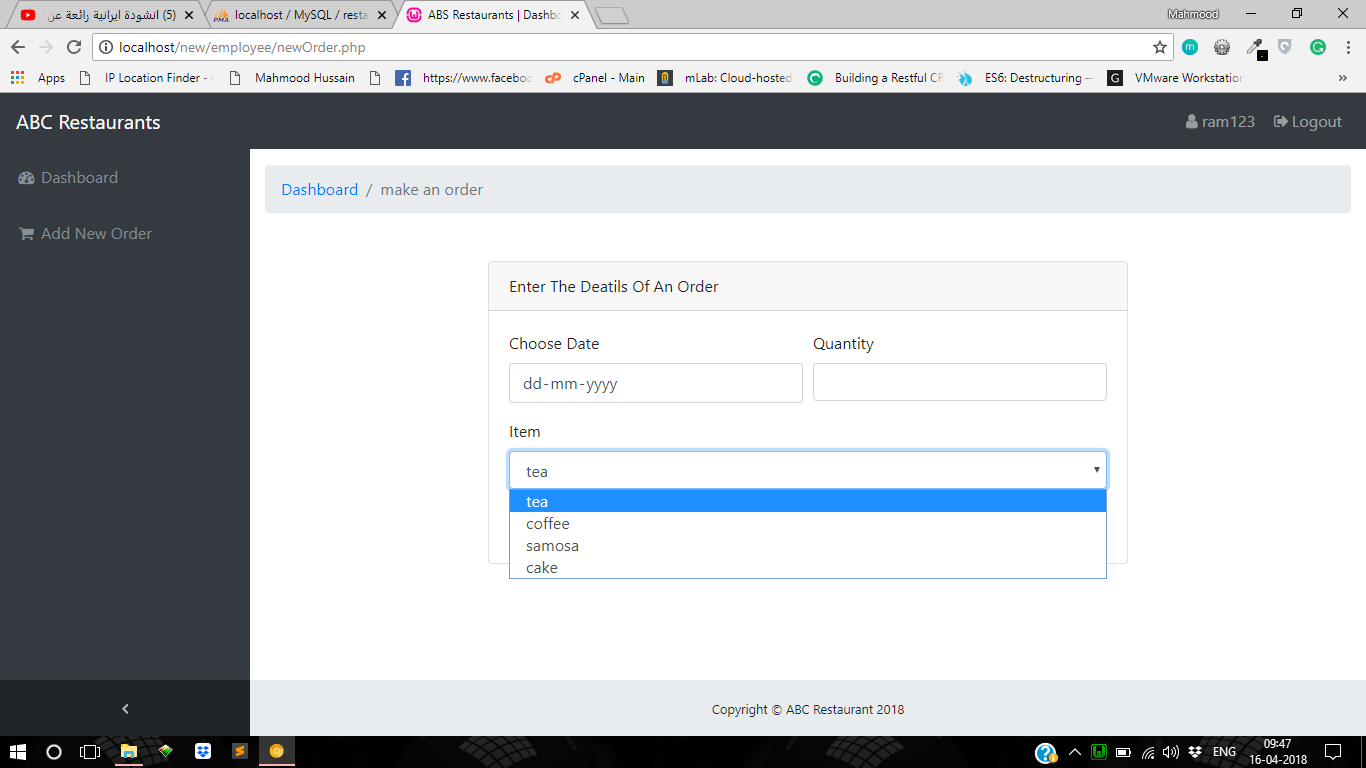 (5) انشودة ايرانية رائعة عن
localhost / MySQL / resta
ABS Restaurants | Dashbo
Mahmood
localhost/new/employee/newOrder.php
Apps
IP Location Finder -
Mahmood Hussain
https://www.faceboo
cPanel - Main
mLab: Cloud-hosted
Building a Restful CR
ES6: Destructuring —
VMware Workstation
ABC Restaurants
ram123
Logout
Dashboard
Add New Order
Dashboard / make an order
Enter The Deatils Of An Order
Choose Date
Quantity
dd-mm-yyyy
Item
tea
tea
coffee
samosa
cake
Copyright © ABC Restaurant 2018
ENG
09:47
16-04-2018